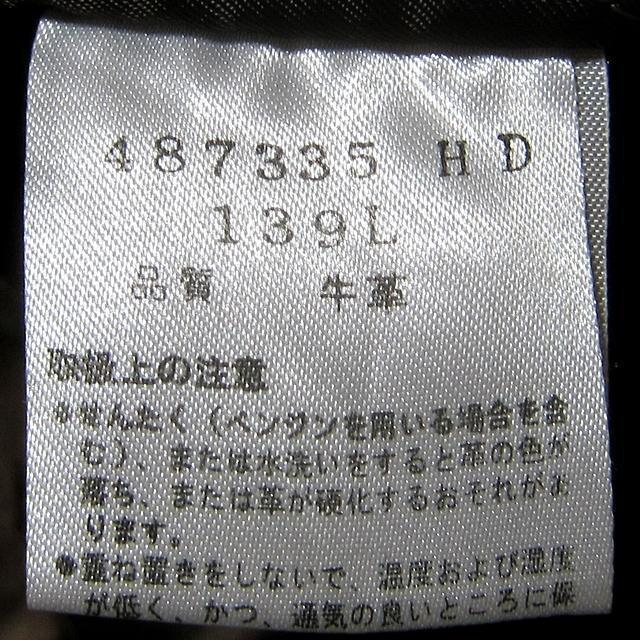 487335 HD
139L
品質 牛革
取扱上の注意
●せんたく（ベンジンを用いる場合を含
む）、または水洗いをすると革の色が
落ち、または革が硬化するおそれがあ
ります。
●重ね置きをしないで、温度および湿度
が低く、かつ、通気の良いところに保